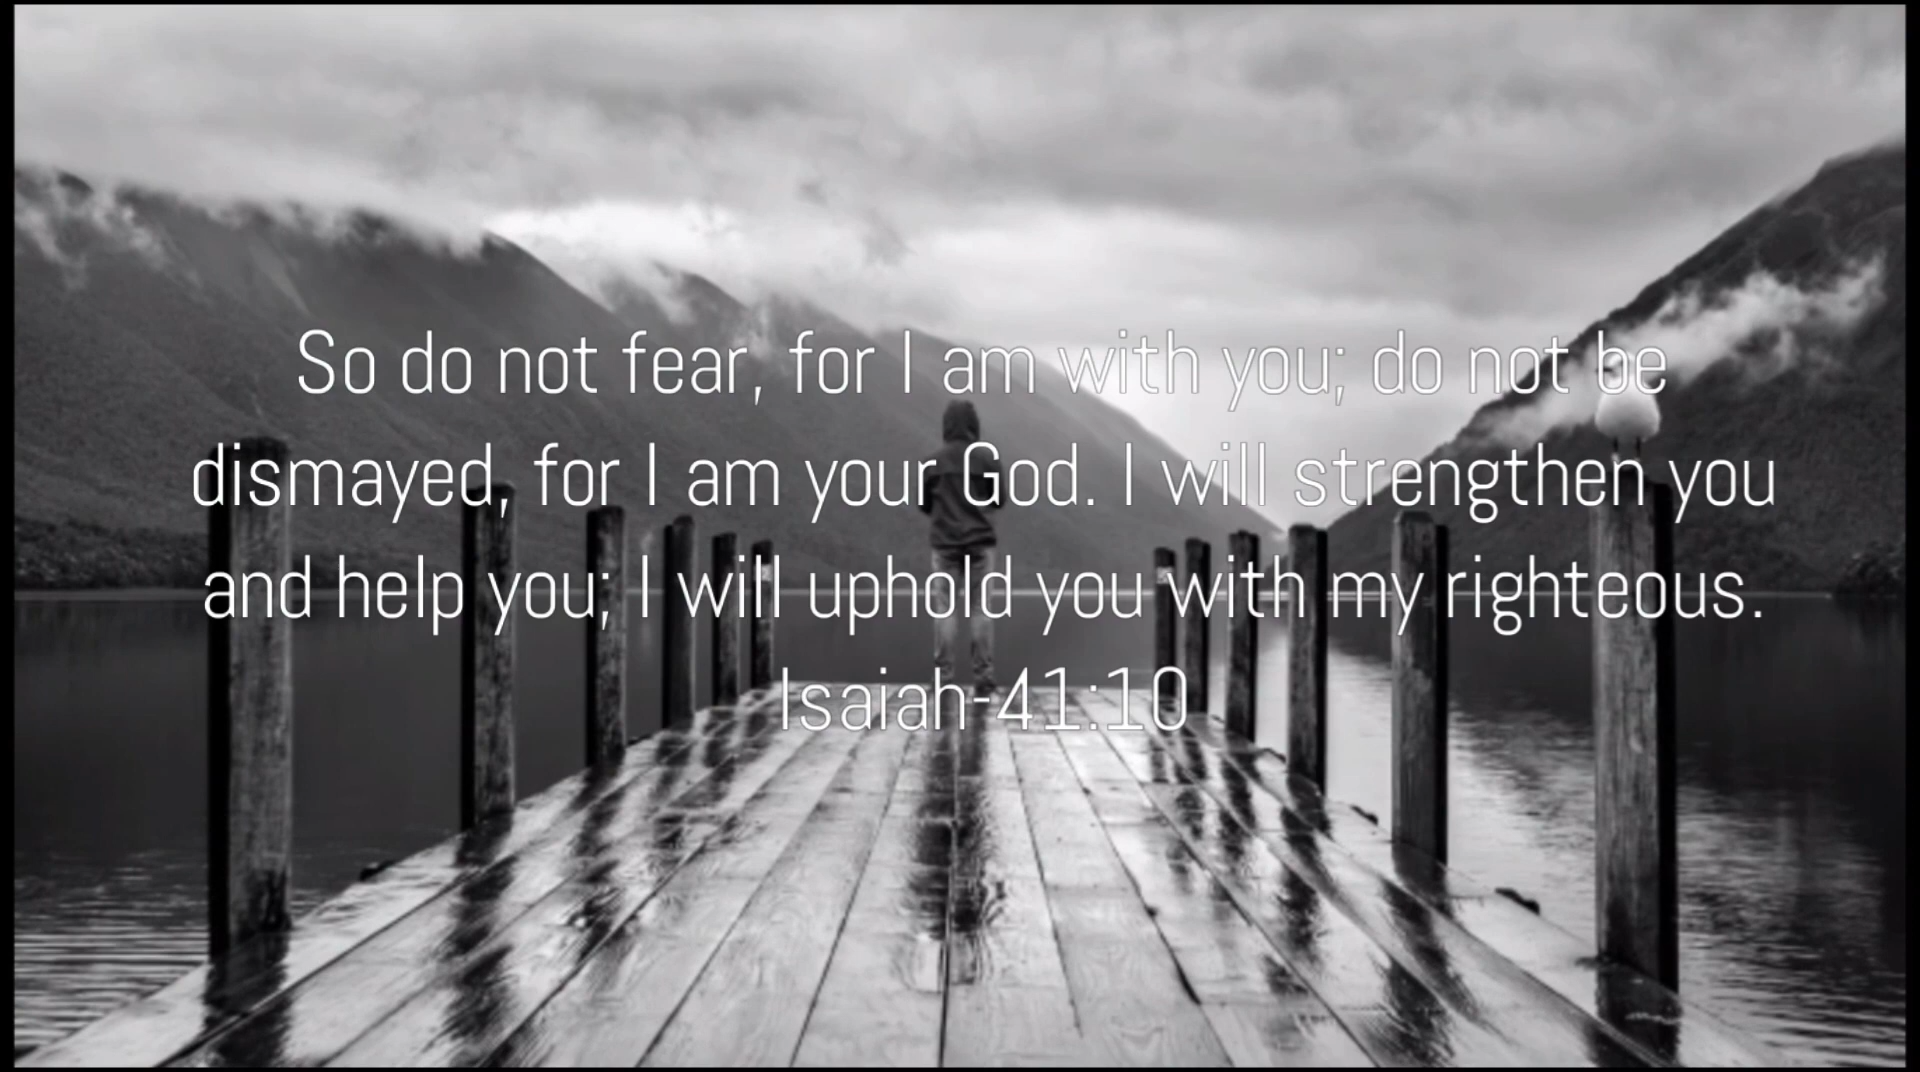 So do not fear, for I am with you; do not be
dismayed, for I am your God. I will strengthen you
and help you; I will uphold you with my righteous.
Isaiah-41:10